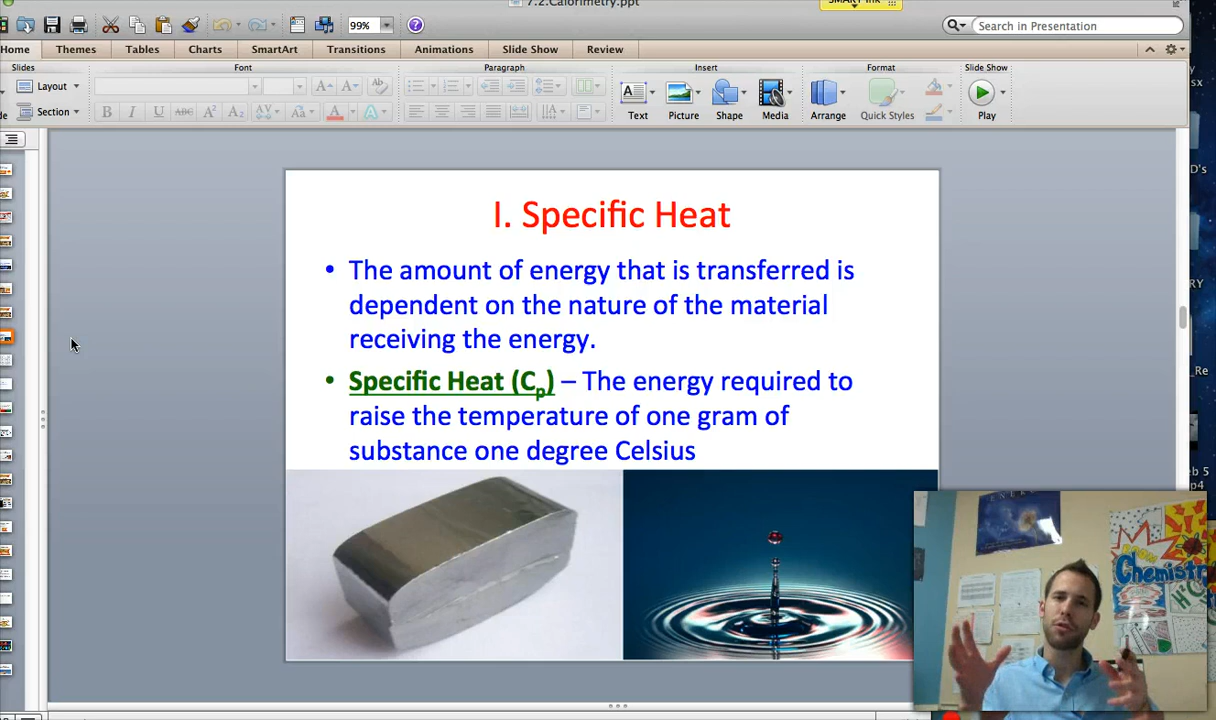 7.2.Calorimetry.ppt
99%
Search in Presentation
Home Themes Tables Charts SmartArt Transitions Animations Slide Show Review
Slides Font Paragraph Insert Format Slide Show
Layout
Section
Text Picture Shape Media Arrange Quick Styles Play
I. Specific Heat
• The amount of energy that is transferred is
dependent on the nature of the material
receiving the energy.
• Specific Heat (Cp) – The energy required to
raise the temperature of one gram of
substance one degree Celsius
Chemistr